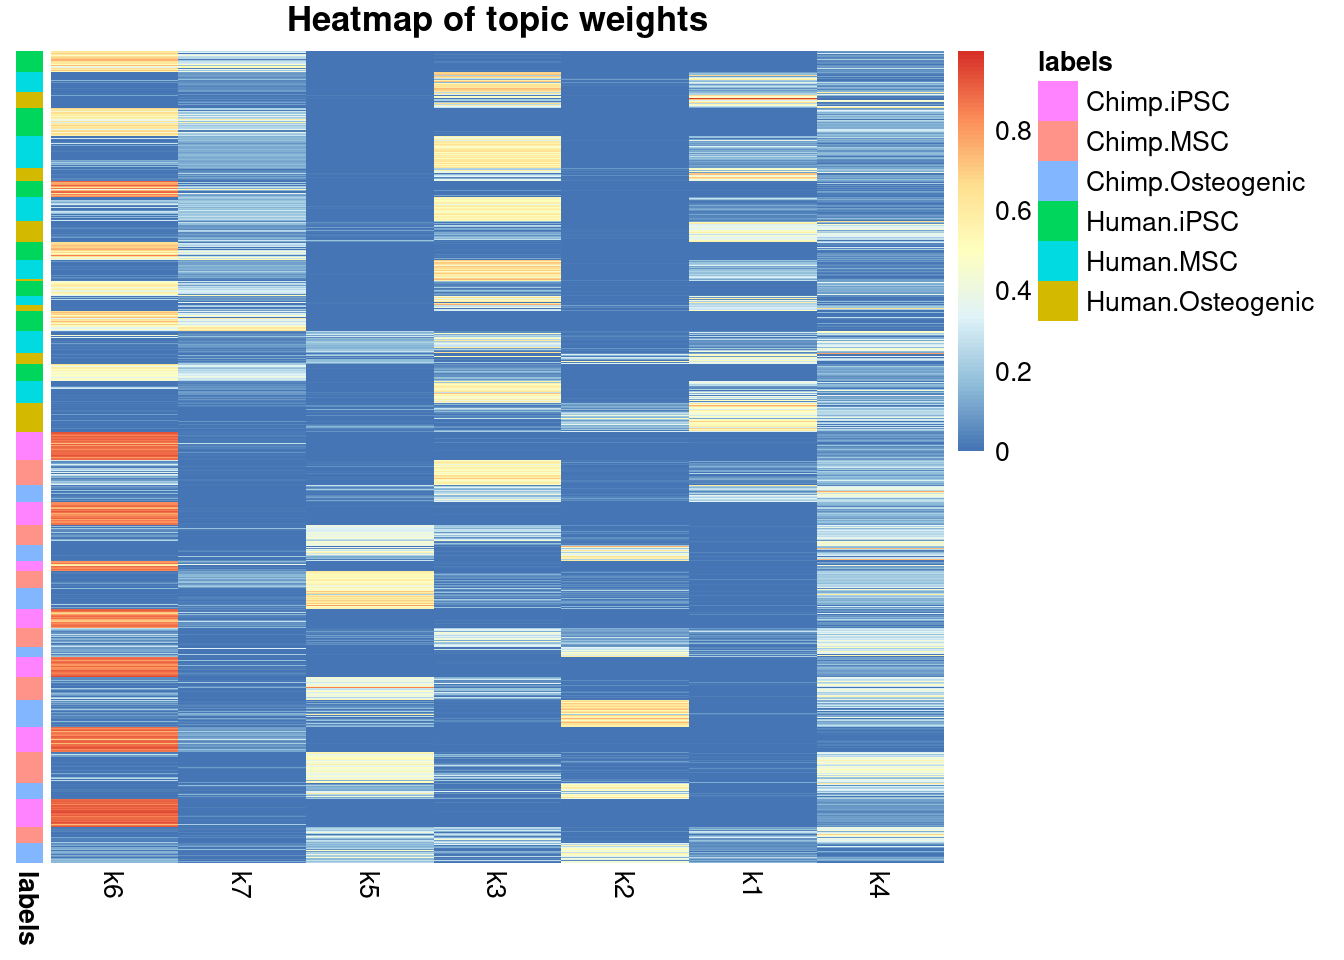 Heatmap of topic weights
labels
Chimp.iPSC
Chimp.MSC
Chimp.Osteogenic
Human.iPSC
Human.MSC
Human.Osteogenic
0.8
0.6
0.4
0.2
0
labels
k6
k7
k5
k3
k2
k1
k4